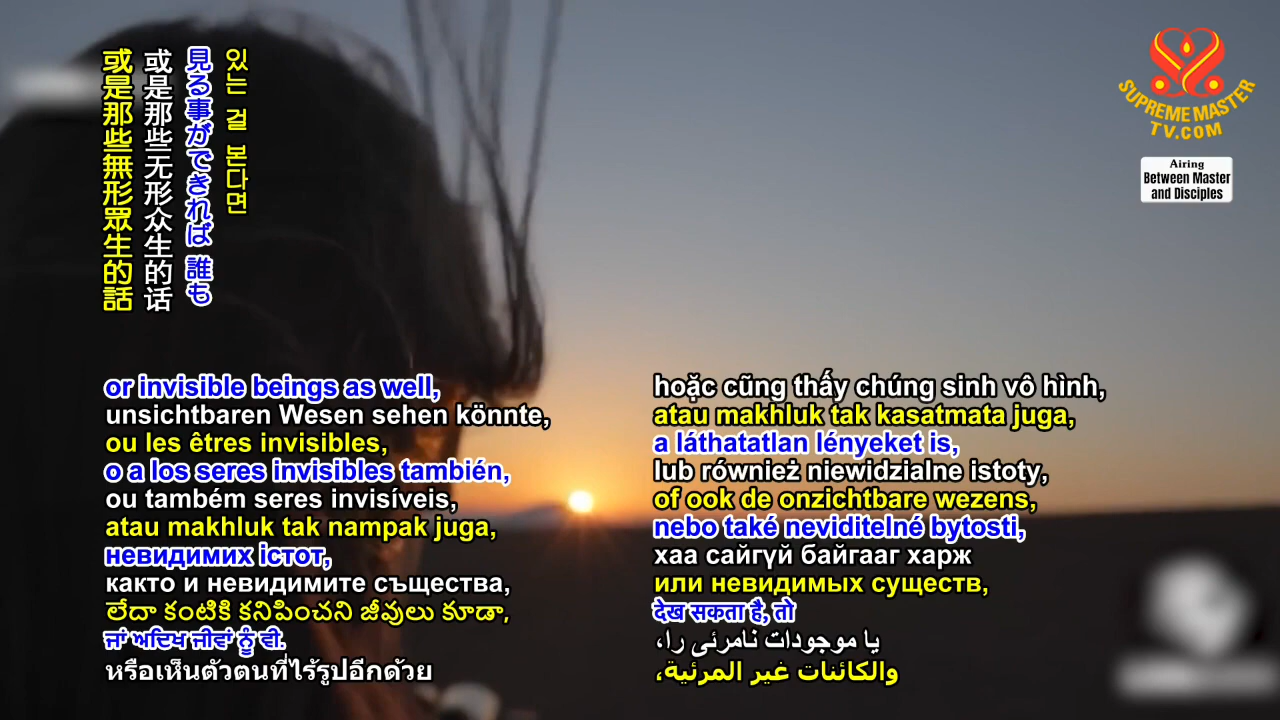 있는 걸 본다면
見る事ができれば 誰も
或是那些无形众生的话
或是那些無形眾生的話
SUPREME MASTER
TV.COM
Airing
Between Master
and Disciples
or invisible beings as well,
unsichtbaren Wesen sehen könnte,
ou les êtres invisibles,
o a los seres invisibles también,
ou também seres invisíveis,
atau makhluk tak nampak juga,
невидимих істот,
както и невидимите същества,
లేదా కంటికి కనిపించని జీవులు కూడా,
ਜਾਂ ਅਦਿਖ ਜੀਵਾਂ ਨੂੰ ਵੀ.
หรือเห็นตัวตนที่ไร้รูปอีกด้วย
hoặc cũng thấy chúng sinh vô hình,
atau makhluk tak kasatmata juga,
a láthatatlan lényeket is,
lub również niewidzialne istoty,
of ook de onzichtbare wezens,
nebo také neviditelné bytosti,
хаа сайгүй байгааг харж
или невидимых существ,
देख सकता है, तो
یا موجودات نامرئی را،
والكائنات غير المرئية،